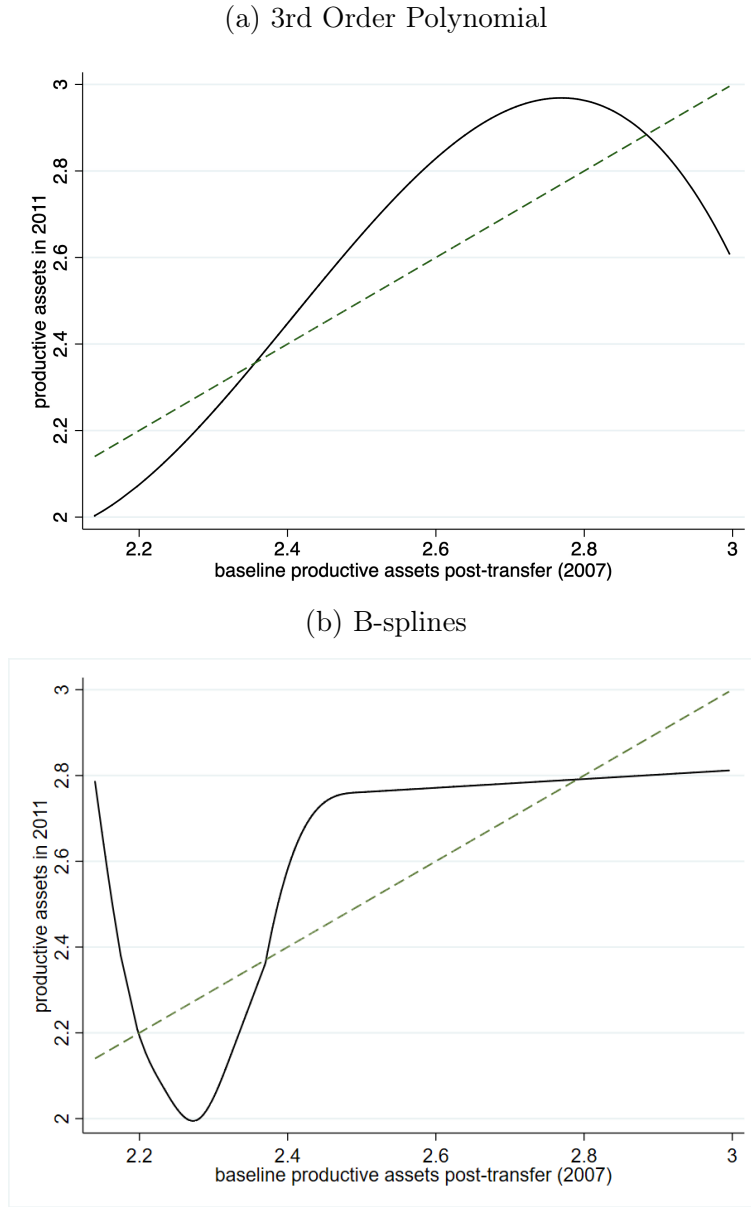 (a) 3rd Order Polynomial
3
2.8
2.6
2.4
2.2
2
productive assets in 2011
2.2 2.4 2.6 2.8 3
baseline productive assets post-transfer (2007)
(b) B-splines
3
2.8
2.6
2.4
2.2
2
productive assets in 2011
2.2 2.4 2.6 2.8 3
baseline productive assets post-transfer (2007)